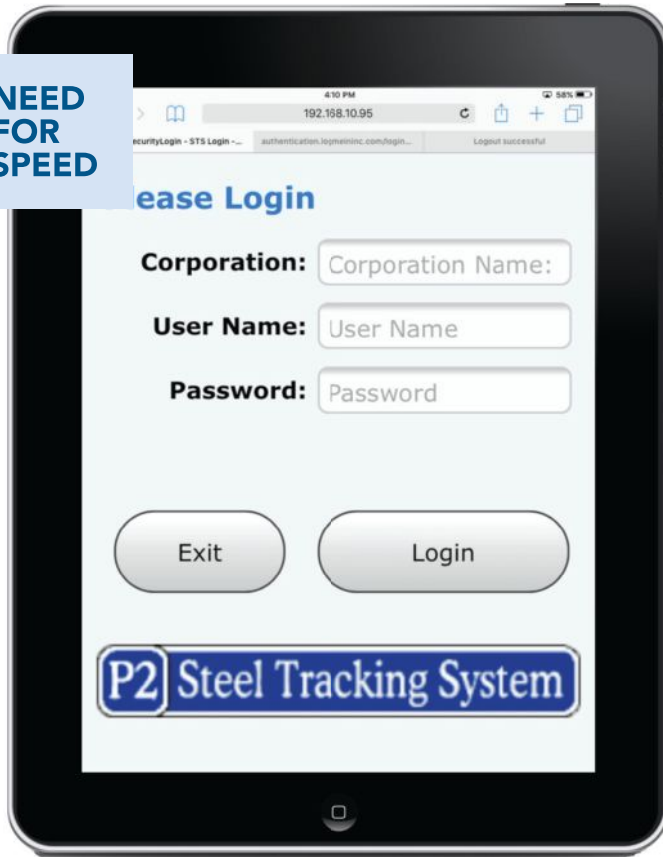 NEED
FOR
SPEED
4:10 PM
58%
192.168.10.95
ecurityLogin - STS Login -...
authentication.logmeininc.com/login...
Logout successful
ease Login
Corporation:
Corporation Name:
User Name:
User Name
Password:
Password
Exit
Login
P2 Steel Tracking System